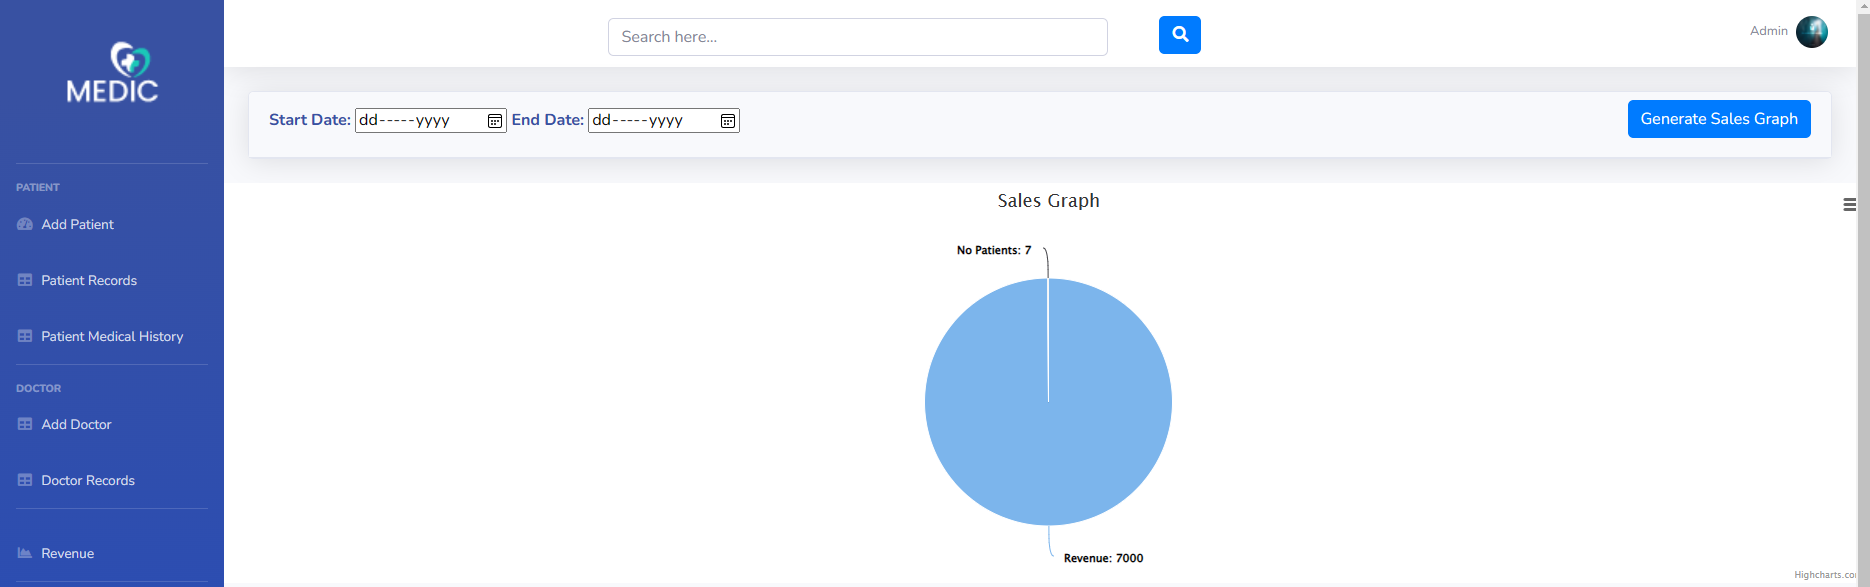 MEDIC
Search here...
Admin
Start Date: dd-----yyyy End Date: dd-----yyyy
Generate Sales Graph
PATIENT
Add Patient
Patient Records
Patient Medical History
DOCTOR
Add Doctor
Doctor Records
Revenue
Sales Graph
No Patients: 7
Revenue: 7000
Highcharts.co